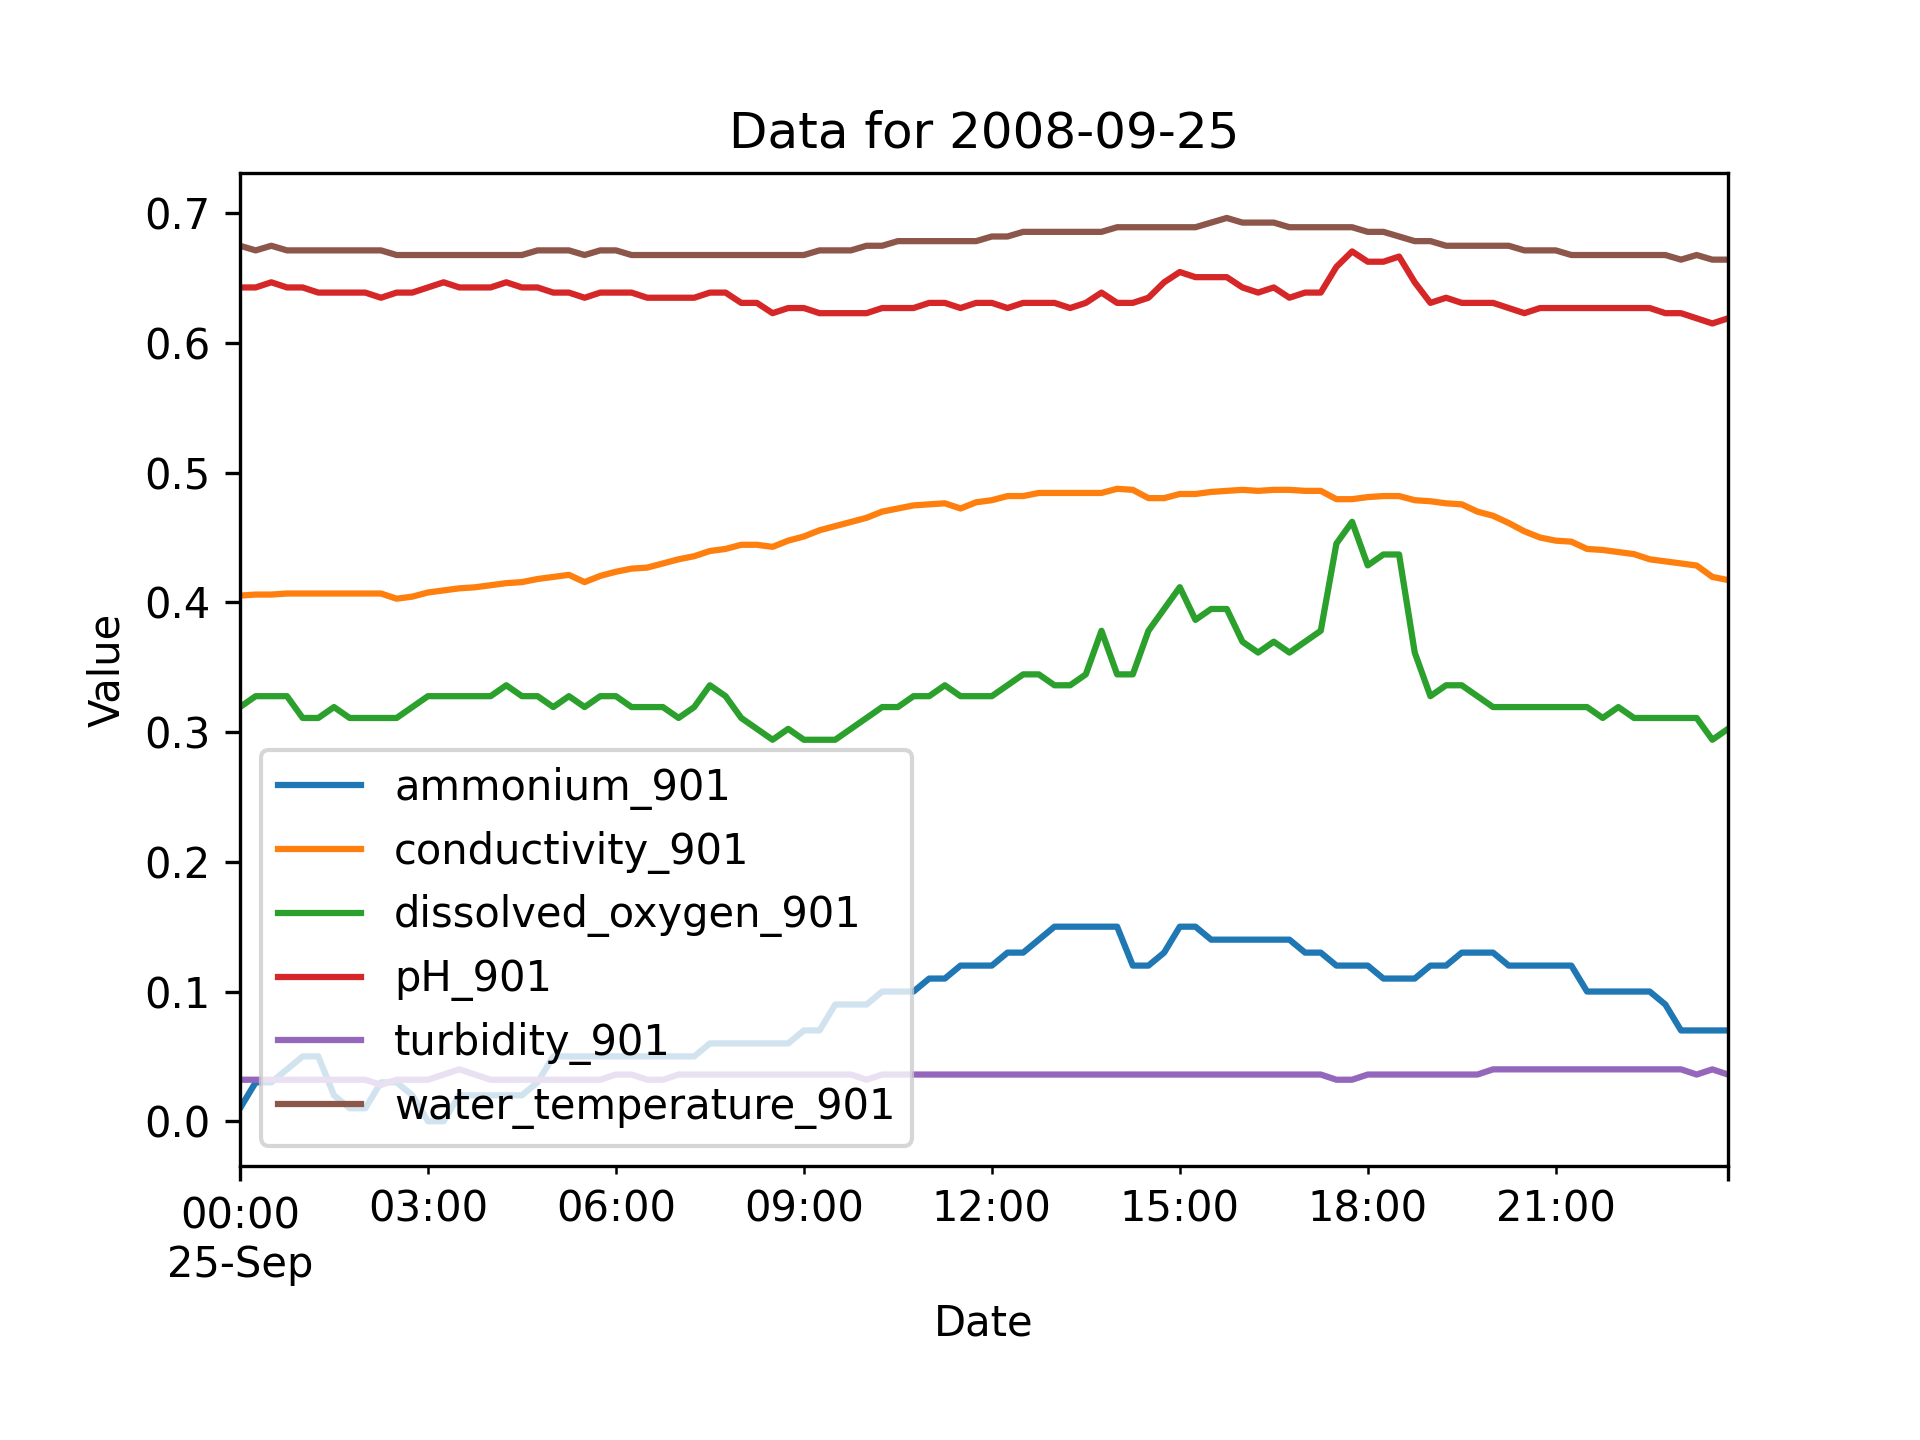 Data for 2008-09-25
0.7
0.6
0.5
0.4
0.3
0.2
0.1
0.0
Value
ammonium_901
conductivity_901
dissolved_oxygen_901
pH_901
turbidity_901
water_temperature_901
00:00 03:00 06:00 09:00 12:00 15:00 18:00 21:00
25-Sep
Date